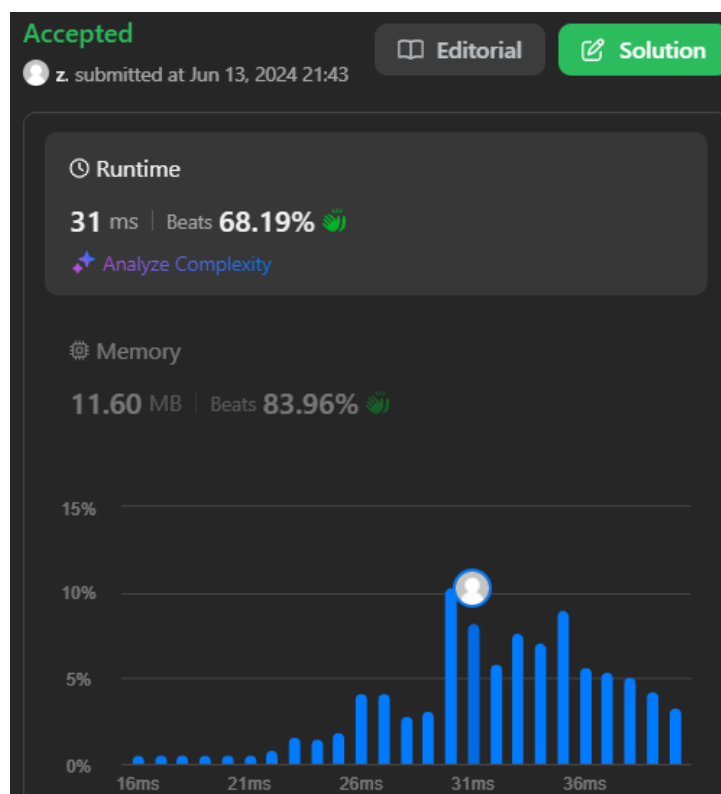 Accepted
Editorial
Solution
z. submitted at Jun 13, 2024 21:43
Runtime
31 ms | Beats 68.19%
Analyze Complexity
Memory
11.60 MB | Beats 83.96%
15%
10%
5%
0%
16ms 21ms 26ms 31ms 36ms